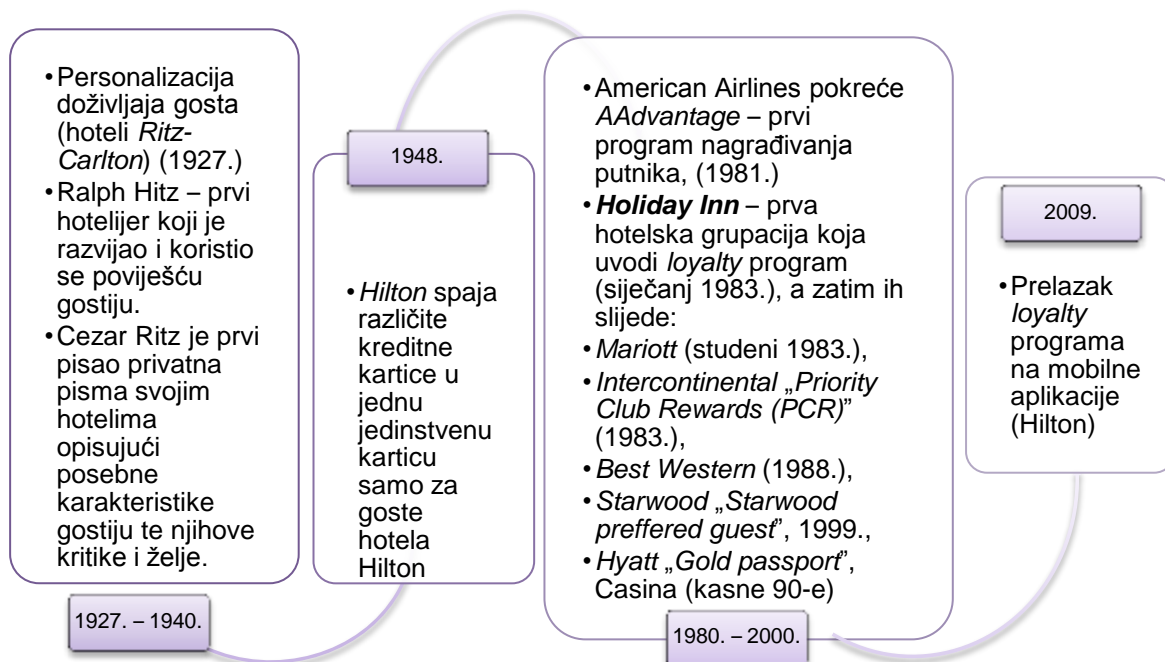 •Personalizacija
doživljaja gosta
(hoteli Ritz-
Carlton) (1927.)
•Ralph Hitz – prvi
hotelijer koji je
razvijao i koristio
se poviješću
gostiju.
•Cezar Ritz je prvi
pisao privatna
pisma svojim
hotelima
opisujući
posebne
karakteristike
gostiju te njihove
kritike i želje.
1927. – 1940.
1948.
•Hilton spaja
različite
kreditne
kartice u
jednu
jedinstvenu
karticu
samo za
goste
hotela
Hilton
•American Airlines pokreće
AAdvantage – prvi
program nagrađivanja
putnika, (1981.)
•Holiday Inn – prva
hotelska grupacija koja
uvodi loyalty program
(siječanj 1983.), a zatim ih
slijede:
•Mariott (studeni 1983.),
•Intercontinental „Priority
Club Rewards (PCR)”
(1983.),
•Best Western (1988.),
•Starwood „Starwood
preffered guest”, 1999.,
•Hyatt „Gold passport”,
Casina (kasne 90-e)
1980. – 2000.
2009.
•Prelazak
loyalty
programa
na mobilne
aplikacije
(Hilton)